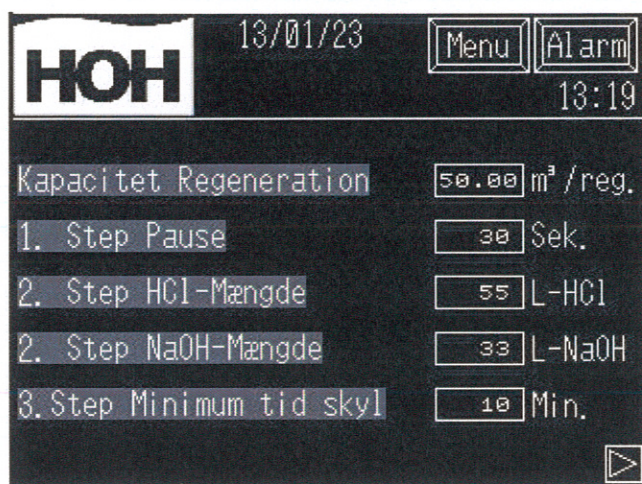 HOH
13/01/23
Menu
Alarm
13:19
Kapacitet Regeneration 50.00 m³/reg.
1. Step Pause 30 Sek.
2. Step HCl-Mængde 55 L-HCl
2. Step NaOH-Mængde 33 L-NaOH
3.Step Minimum tid skyl 10 Min.